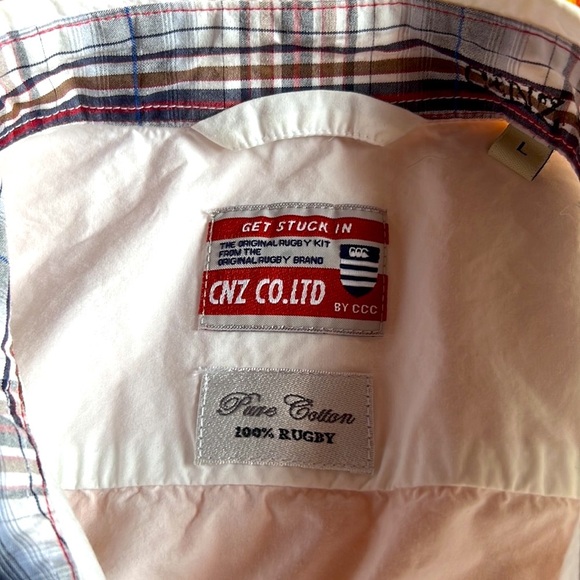 L
GET STUCK IN
THE ORIGINAL RUGBY KIT
FROM THE
ORIGINAL RUGBY BRAND
CCC
CNZ CO.LTD
BY CCC
Pure Cotton
100% RUGBY